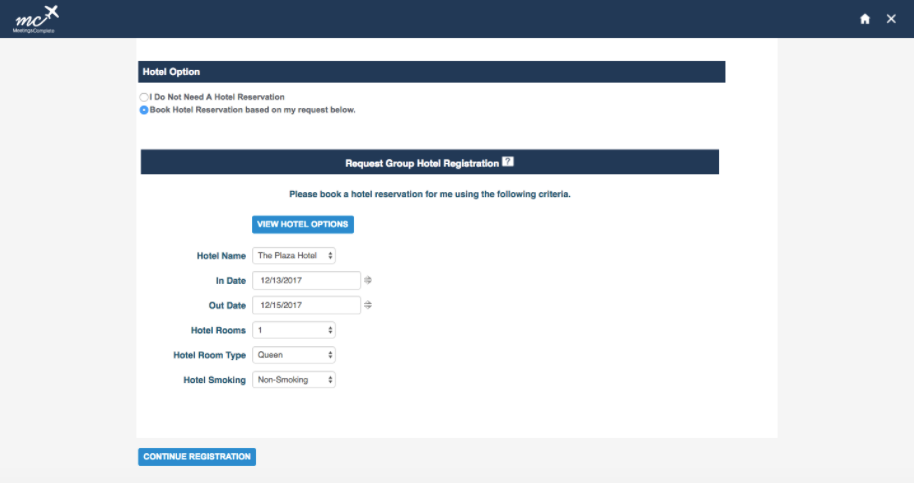 mc
MeetingsComplete
Hotel Option
I Do Not Need A Hotel Reservation
Book Hotel Reservation based on my request below.
Request Group Hotel Registration ?
Please book a hotel reservation for me using the following criteria.
VIEW HOTEL OPTIONS
Hotel Name The Plaza Hotel
In Date 12/13/2017
Out Date 12/15/2017
Hotel Rooms 1
Hotel Room Type Queen
Hotel Smoking Non-Smoking
CONTINUE REGISTRATION